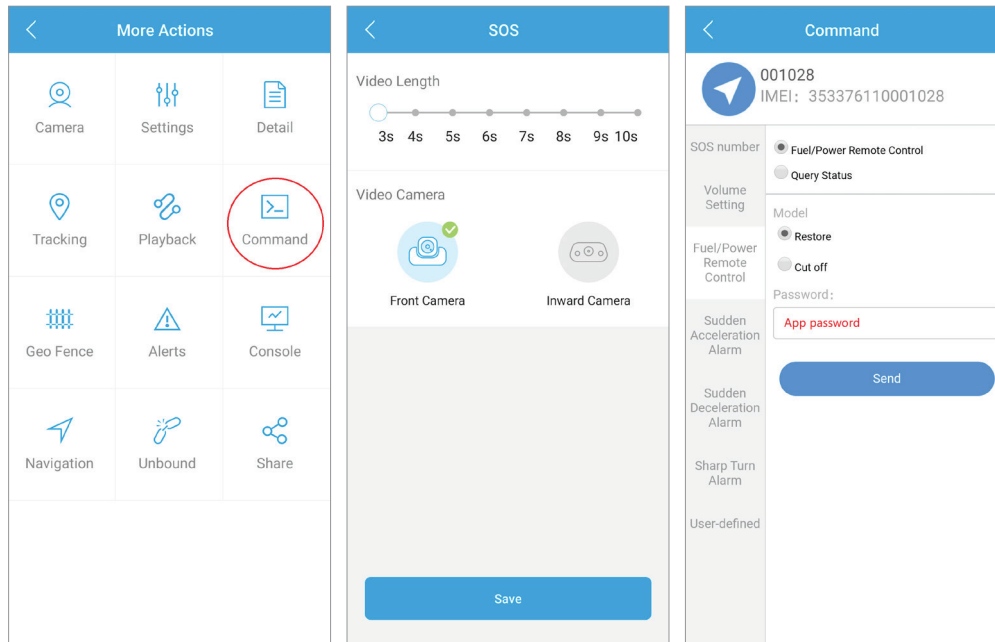 More Actions
Camera
Settings
Detail
Tracking
Playback
Command
Geo Fence
Alerts
Console
Navigation
Unbound
Share
SOS
Video Length
3s 4s 5s 6s 7s 8s 9s 10s
Video Camera
Front Camera
Inward Camera
Save
Command
001028
IMEI: 353376110001028
SOS number
Volume
Setting
Fuel/Power
Remote
Control
Sudden
Acceleration
Alarm
Sudden
Deceleration
Alarm
Sharp Turn
Alarm
User-defined
Fuel/Power Remote Control
Query Status
Model
Restore
Cut off
Password:
App password
Send